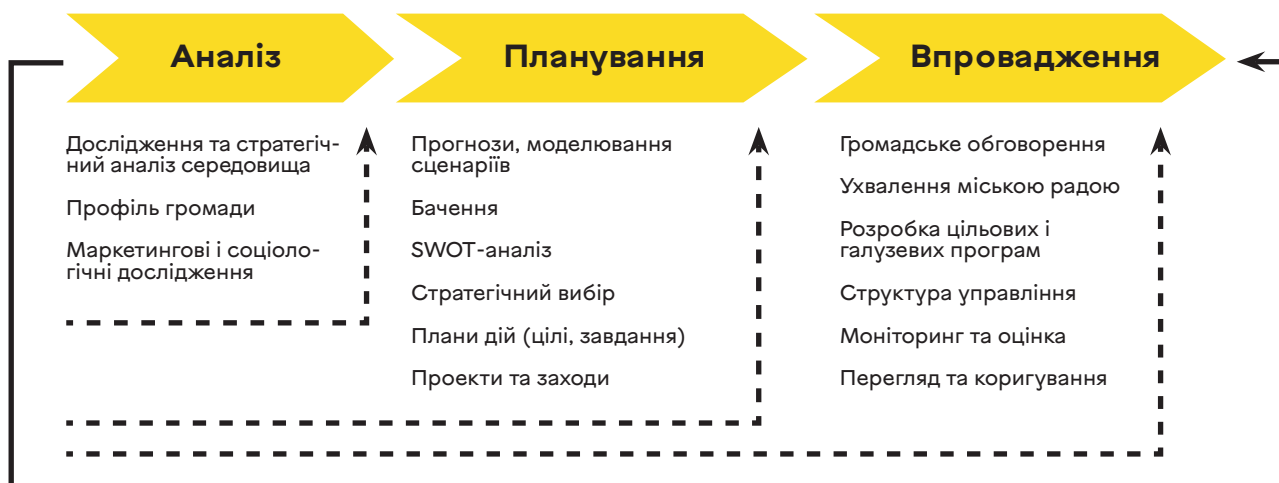 Аналіз
Дослідження та стратегіч-
ний аналіз середовища
Профіль громади
Маркетингові і соціоло-
гічні дослідження
Планування
Прогнози, моделювання
сценаріїв
Бачення
SWOT-аналіз
Стратегічний вибір
Плани дій (цілі, завдання)
Проекти та заходи
Впровадження
Громадське обговорення
Ухвалення міською радою
Розробка цільових і
галузевих програм
Структура управління
Моніторинг та оцінка
Перегляд та коригування